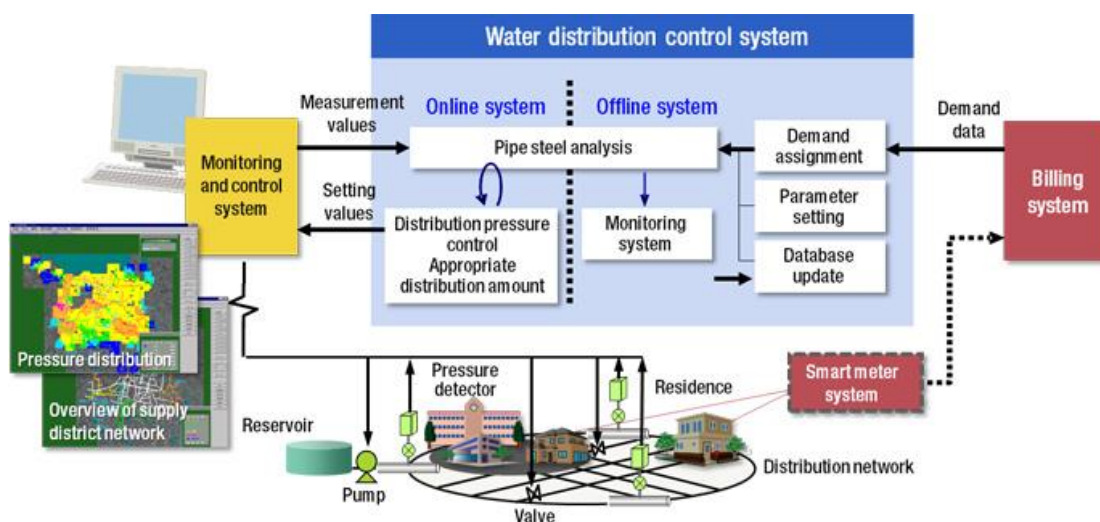 Water distribution control system
Measurement
values
Online system
Offline system
Demand
data
Pipe steel analysis
Demand
assignment
Monitoring
and control
system
Billing
system
Setting
values
Parameter
setting
Distribution pressure
control
Appropriate
distribution amount
Monitoring
system
Database
update
Pressure distribution
Overview of supply
district network
Pressure
detector
Residence
Smart meter
system
Reservoir
Distribution network
Pump
Valve